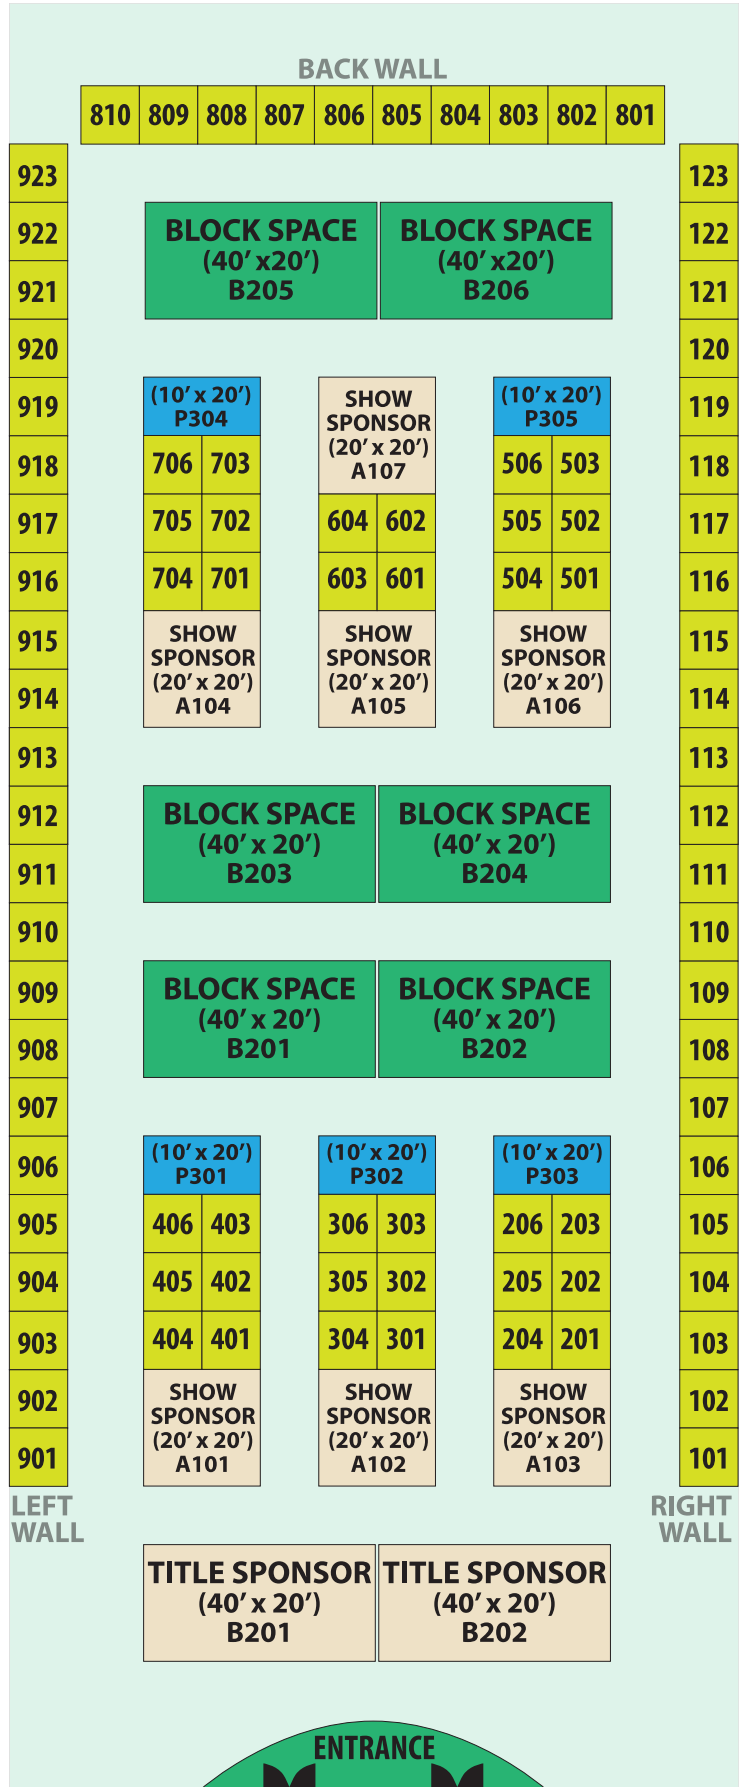 BACK WALL
810 809 808 807 806 805 804 803 802 801
923
922
921
920
919
918
917
916
915
914
913
912
911
910
909
908
907
906
905
904
903
902
901
LEFT
WALL
BLOCK SPACE
(40' x20')
B205
BLOCK SPACE
(40' x20')
B206
(10' x 20')
P304
706 703
705 702
704 701
SHOW
SPONSOR
(20' x 20')
A104
SHOW
SPONSOR
(20' x 20')
A107
604 602
603 601
SHOW
SPONSOR
(20' x 20')
A105
(10' x 20')
P305
506 503
505 502
504 501
SHOW
SPONSOR
(20' x 20')
A106
BLOCK SPACE
(40' x 20')
B203
BLOCK SPACE
(40' x 20')
B204
BLOCK SPACE
(40' x 20')
B201
BLOCK SPACE
(40' x 20')
B202
(10' x 20')
P301
406 403
405 402
404 401
SHOW
SPONSOR
(20' x 20')
A101
(10' x 20')
P302
306 303
305 302
304 301
SHOW
SPONSOR
(20' x 20')
A102
(10' x 20')
P303
206 203
205 202
204 201
SHOW
SPONSOR
(20' x 20')
A103
123
122
121
120
119
118
117
116
115
114
113
112
111
110
109
108
107
106
105
104
103
102
101
RIGHT
WALL
TITLE SPONSOR
(40' x 20')
B201
TITLE SPONSOR
(40' x 20')
B202
ENTRANCE